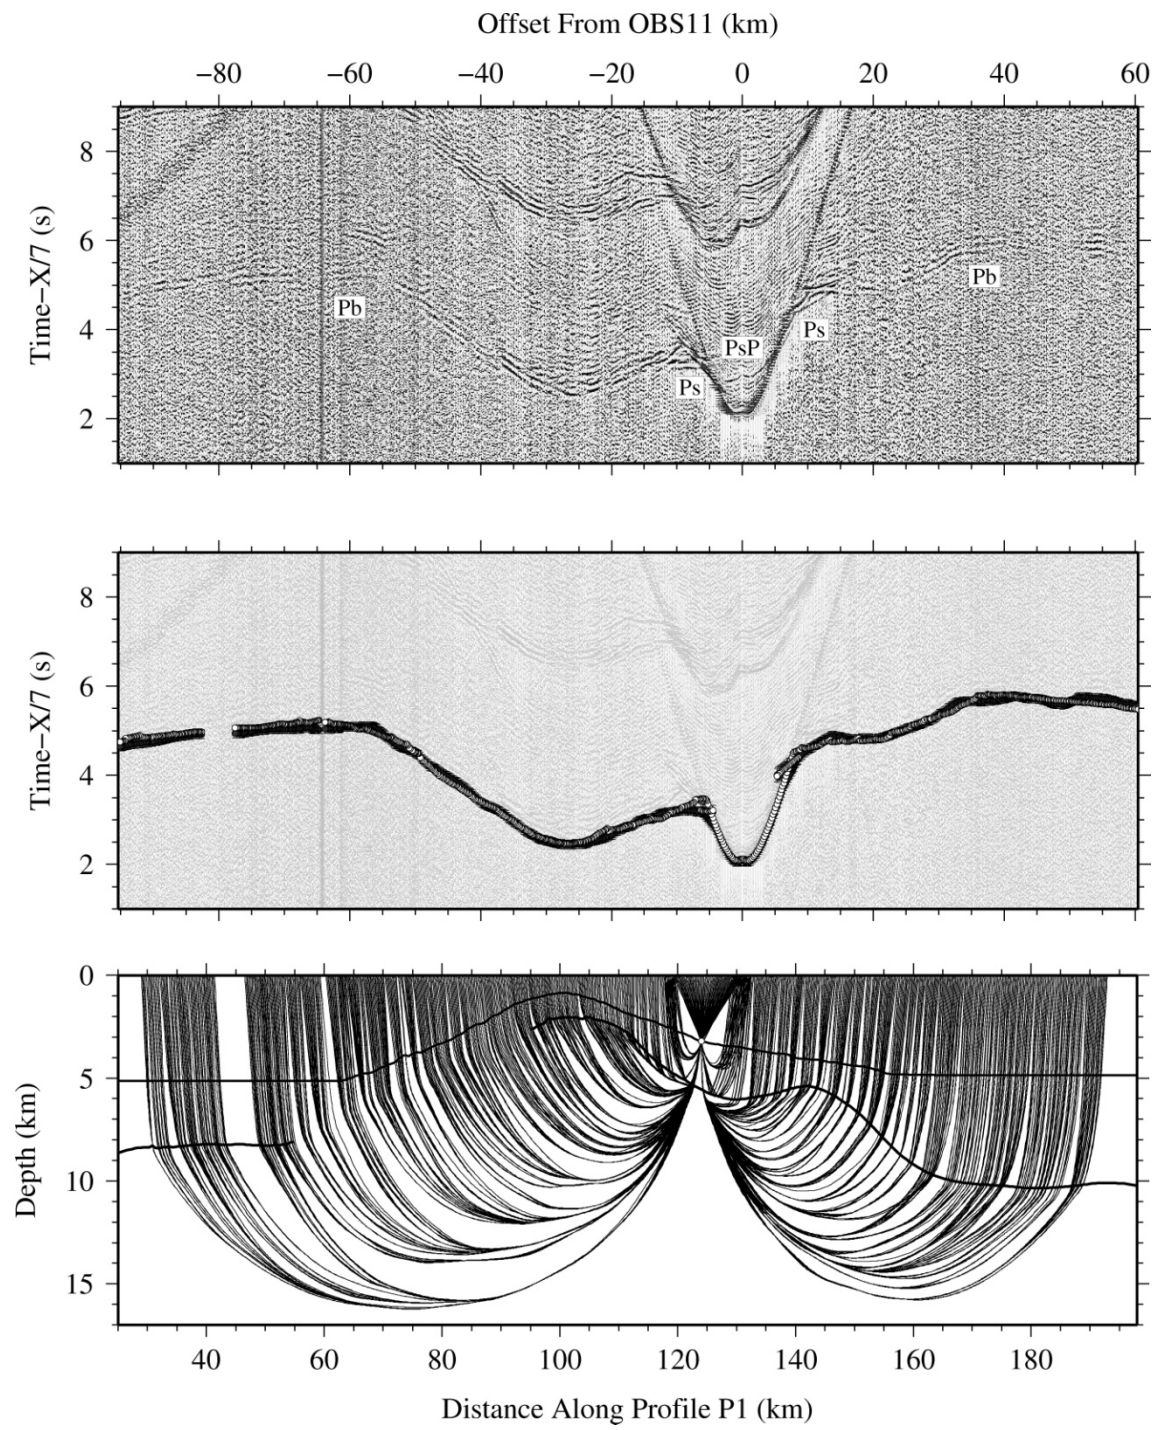 Offset From OBS11 (km)
−80 −60 −40 −20 0 20 40 60
8
6
4
2
Time−X/7 (s)
Pb
Ps
PsP
Ps
Pb
8
6
4
2
Time−X/7 (s)
0
5
10
15
Depth (km)
40 60 80 100 120 140 160 180
Distance Along Profile P1 (km)